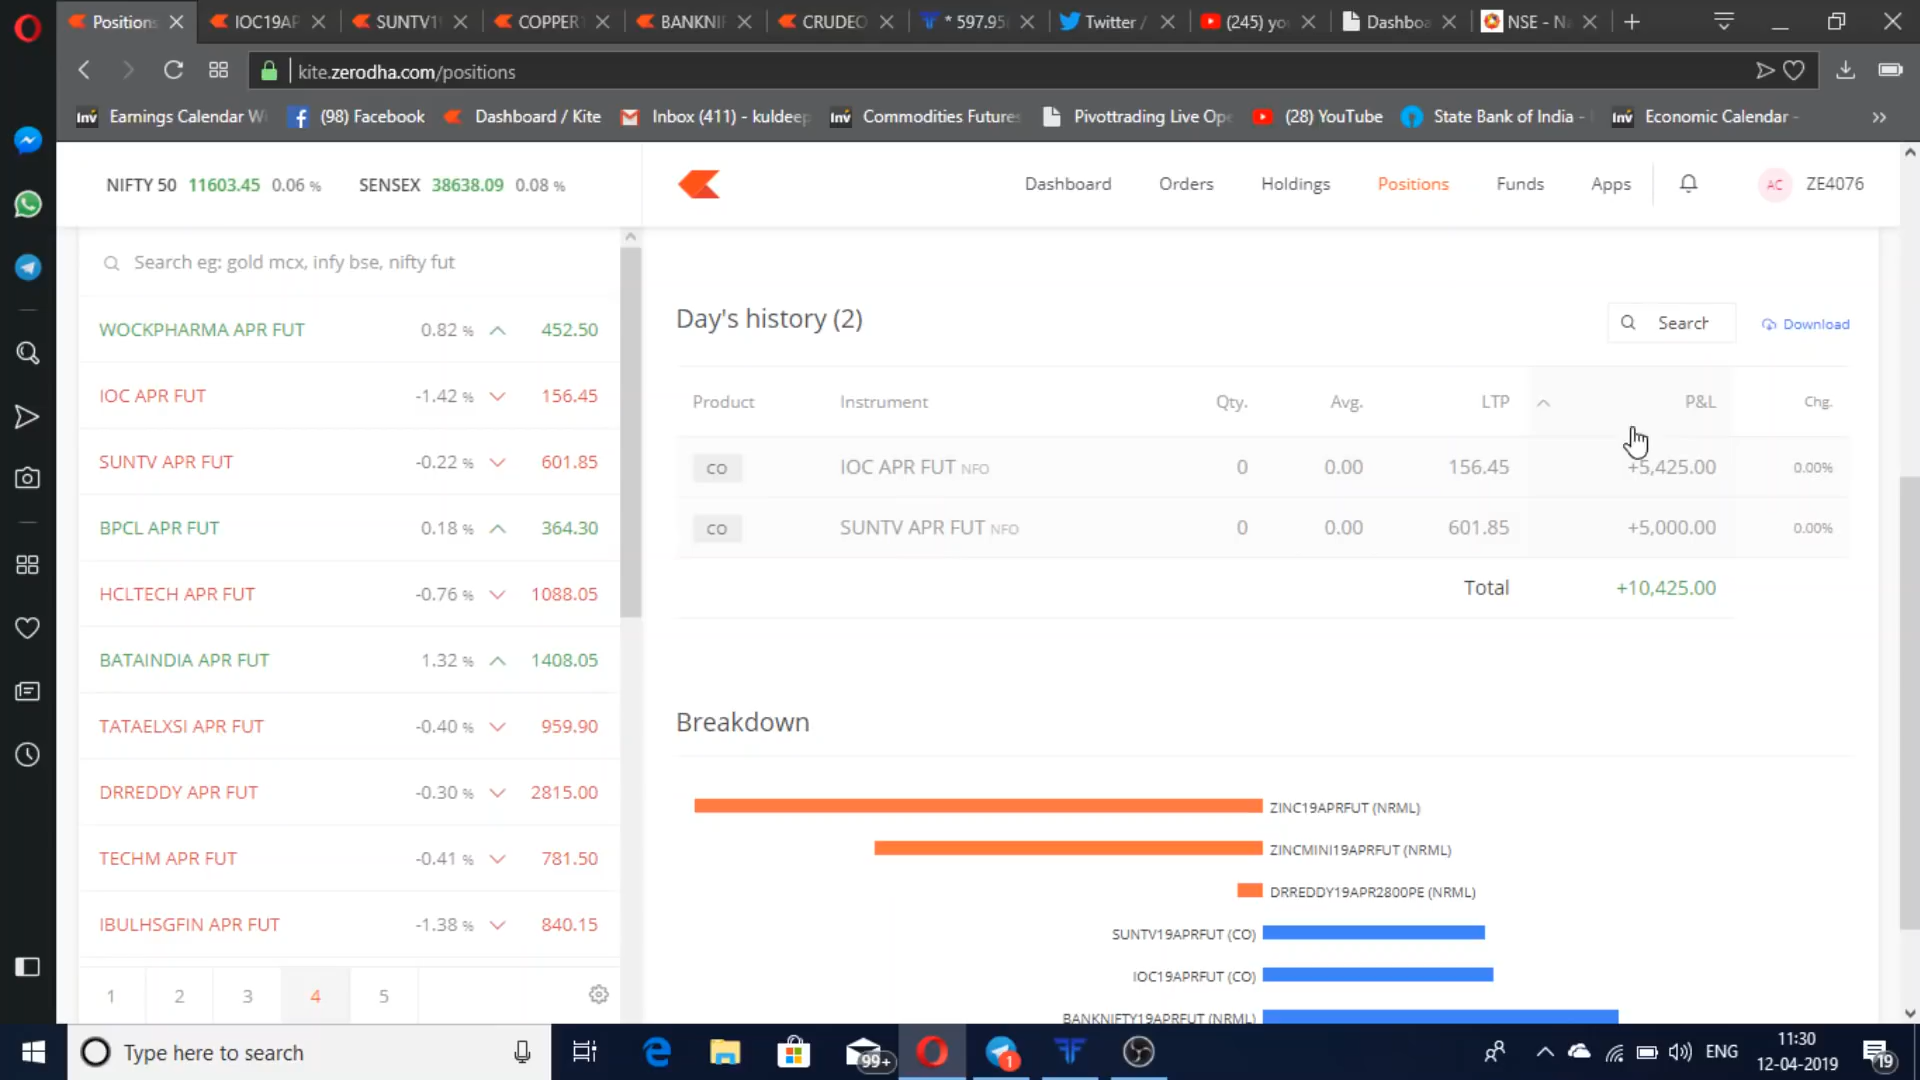 Positions
IOC19AP
SUNTV1
COPPER
BANKNI
CRUDEO
* 597.95
Twitter /
(245) yo
Dashboa
NSE - Na
kite.zerodha.com/positions
Earnings Calendar W
(98) Facebook
Dashboard / Kite
Inbox (411) - kuldeep
Commodities Futures
Pivottrading Live Ope
(28) YouTube
State Bank of India -
Economic Calendar -
NIFTY 50 11603.45 0.06 %
SENSEX 38638.09 0.08 %
Dashboard
Orders
Holdings
Positions
Funds
Apps
AC
ZE4076
Search eg: gold mcx, infy bse, nifty fut
WOCKPHARMA APR FUT 0.82 % 452.50
IOC APR FUT -1.42 % 156.45
SUNTV APR FUT -0.22 % 601.85
BPCL APR FUT 0.18 % 364.30
HCLTECH APR FUT -0.76 % 1088.05
BATAINDIA APR FUT 1.32 % 1408.05
TATAELXSI APR FUT -0.40 % 959.90
DRREDDY APR FUT -0.30 % 2815.00
TECHM APR FUT -0.41 % 781.50
IBULHSGFIN APR FUT -1.38 % 840.15
1 2 3 4 5
Day's history (2)
Search
Download
Product Instrument Qty. Avg. LTP P&L Chg.
CO IOC APR FUT NFO 0 0.00 156.45 +5,425.00 0.00%
CO SUNTV APR FUT NFO 0 0.00 601.85 +5,000.00 0.00%
Total +10,425.00
Breakdown
ZINC19APRFUT (NRML)
ZINCMINI19APRFUT (NRML)
DRREDDY19APR2800PE (NRML)
SUNTV19APRFUT (CO)
IOC19APRFUT (CO)
BANKNIFTY19APRFUT (NRML)
Type here to search
99+
1
ENG
11:30
12-04-2019
19